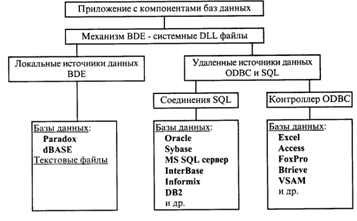 Приложение с компонентами баз данных
Механизм BDE - системные DLL файлы
Локальные источники данных
BDE
Удаленные источники данных
ODBC и SQL
Соединения SQL
Контроллер ODBC
Базы данных:
Paradox
dBASE
Текстовые файлы
Базы данных:
Oracle
Sybase
MS SQL сервер
InterBase
Informix
DB2
и др.
Базы данных:
Excel
Access
FoxPro
Btrieve
VSAM
и др.